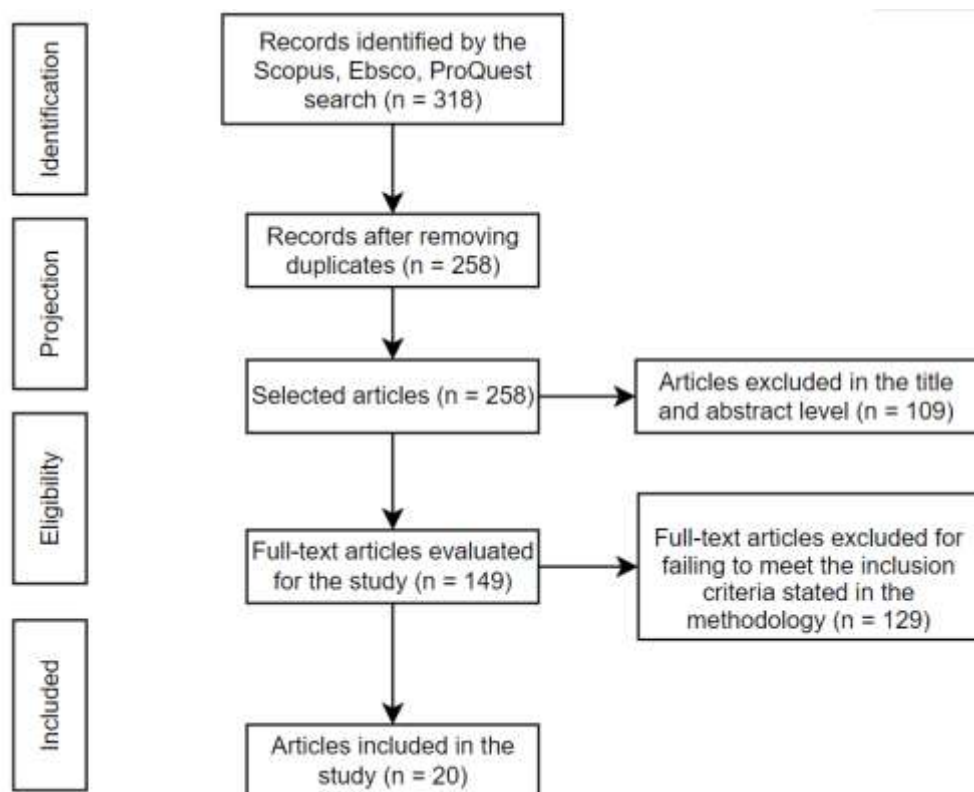 Identification
Records identified by the
Scopus, Ebsco, ProQuest
search (n = 318)
Projection
Records after removing
duplicates (n = 258)
Selected articles (n = 258)
Articles excluded in the title
and abstract level (n = 109)
Eligibility
Full-text articles evaluated
for the study (n = 149)
Full-text articles excluded for
failing to meet the inclusion
criteria stated in the
methodology (n = 129)
Included
Articles included in the
study (n = 20)